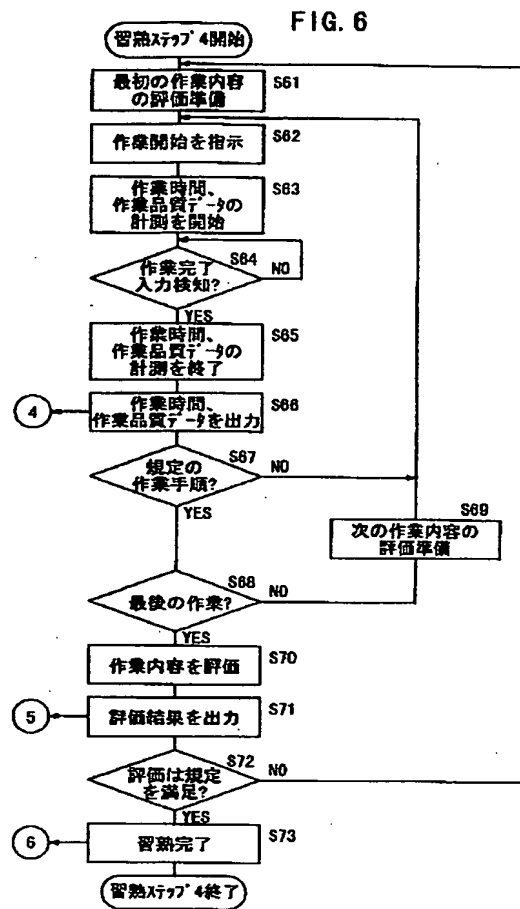 FIG. 6
習熟ステップ4開始
最初の作業内容
の評価準備
S61
作業開始を指示
S62
作業時間、
作業品質データの
計測を開始
S63
作業完了
入力検知?
S64
NO
YES
作業時間、
作業品質データの
計測を終了
S65
4
作業時間、
作業品質データを出力
S66
規定の
作業手順?
S67
NO
YES
次の作業内容の
評価準備
S69
最後の作業?
S68
NO
YES
作業内容を評価
S70
5
評価結果を出力
S71
評価は規定
を満足?
S72
NO
YES
6
習熟完了
S73
習熟ステップ4終了